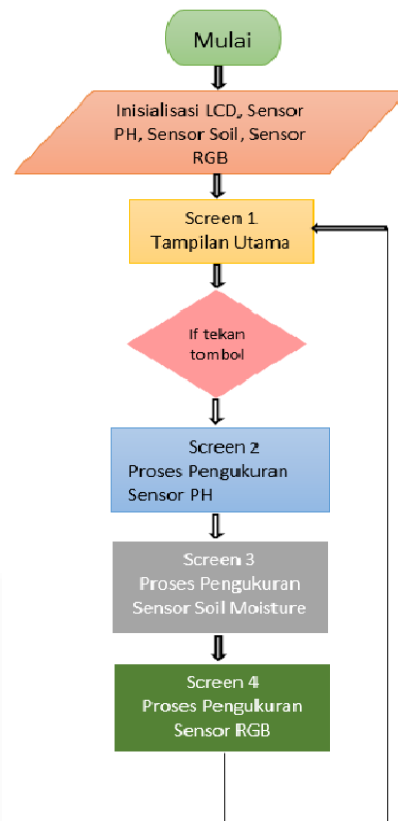 Mulai
Inisialisasi LCD, Sensor
PH, Sensor Soil, Sensor
RGB
Screen 1
Tampilan Utama
If tekan
tombol
Screen 2
Proses Pengukuran
Sensor PH
Screen 3
Proses Pengukuran
Sensor Soil Moisture
Screen 4
Proses Pengukuran
Sensor RGB